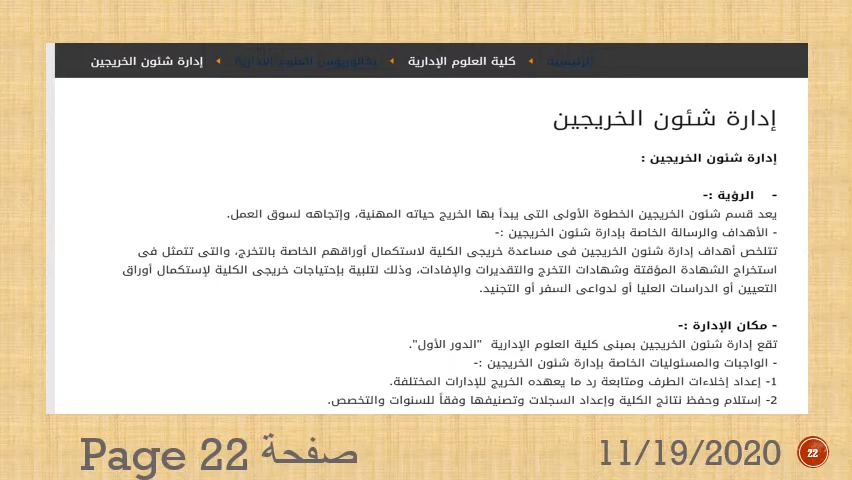 الرئيسية ◂ كلية العلوم الإدارية ◂ بكالوريوس العلوم الإدارية ◂ إدارة شئون الخريجين
إدارة شئون الخريجين
إدارة شئون الخريجين :
- الرؤية :-
يعد قسم شئون الخريجين الخطوة الأولى التى يبدأ بها الخريج حياته المهنية، وإتجاهه لسوق العمل.
- الأهداف والرسالة الخاصة بإدارة شئون الخريجين :-
تتلخص أهداف إدارة شئون الخريجين فى مساعدة خريجى الكلية لاستكمال أوراقهم الخاصة بالتخرج، والتى تتمثل فى
استخراج الشهادة المؤقتة وشهادات التخرج والتقديرات والإفادات، وذلك لتلبية بإحتياجات خريجى الكلية لإستكمال أوراق
التعيين أو الدراسات العليا أو لدواعى السفر أو التجنيد.
- مكان الإدارة :-
تقع إدارة شئون الخريجين بمبنى كلية العلوم الإدارية "الدور الأول".
- الواجبات والمسئوليات الخاصة بإدارة شئون الخريجين :-
1- إعداد إخلاءات الطرف ومتابعة رد ما يعهده الخريج للإدارات المختلفة.
2- إستلام وحفظ نتائج الكلية وإعداد السجلات وتصنيفها وفقاً للسنوات والتخصص.
Page 22 صفحة
11/19/2020
22